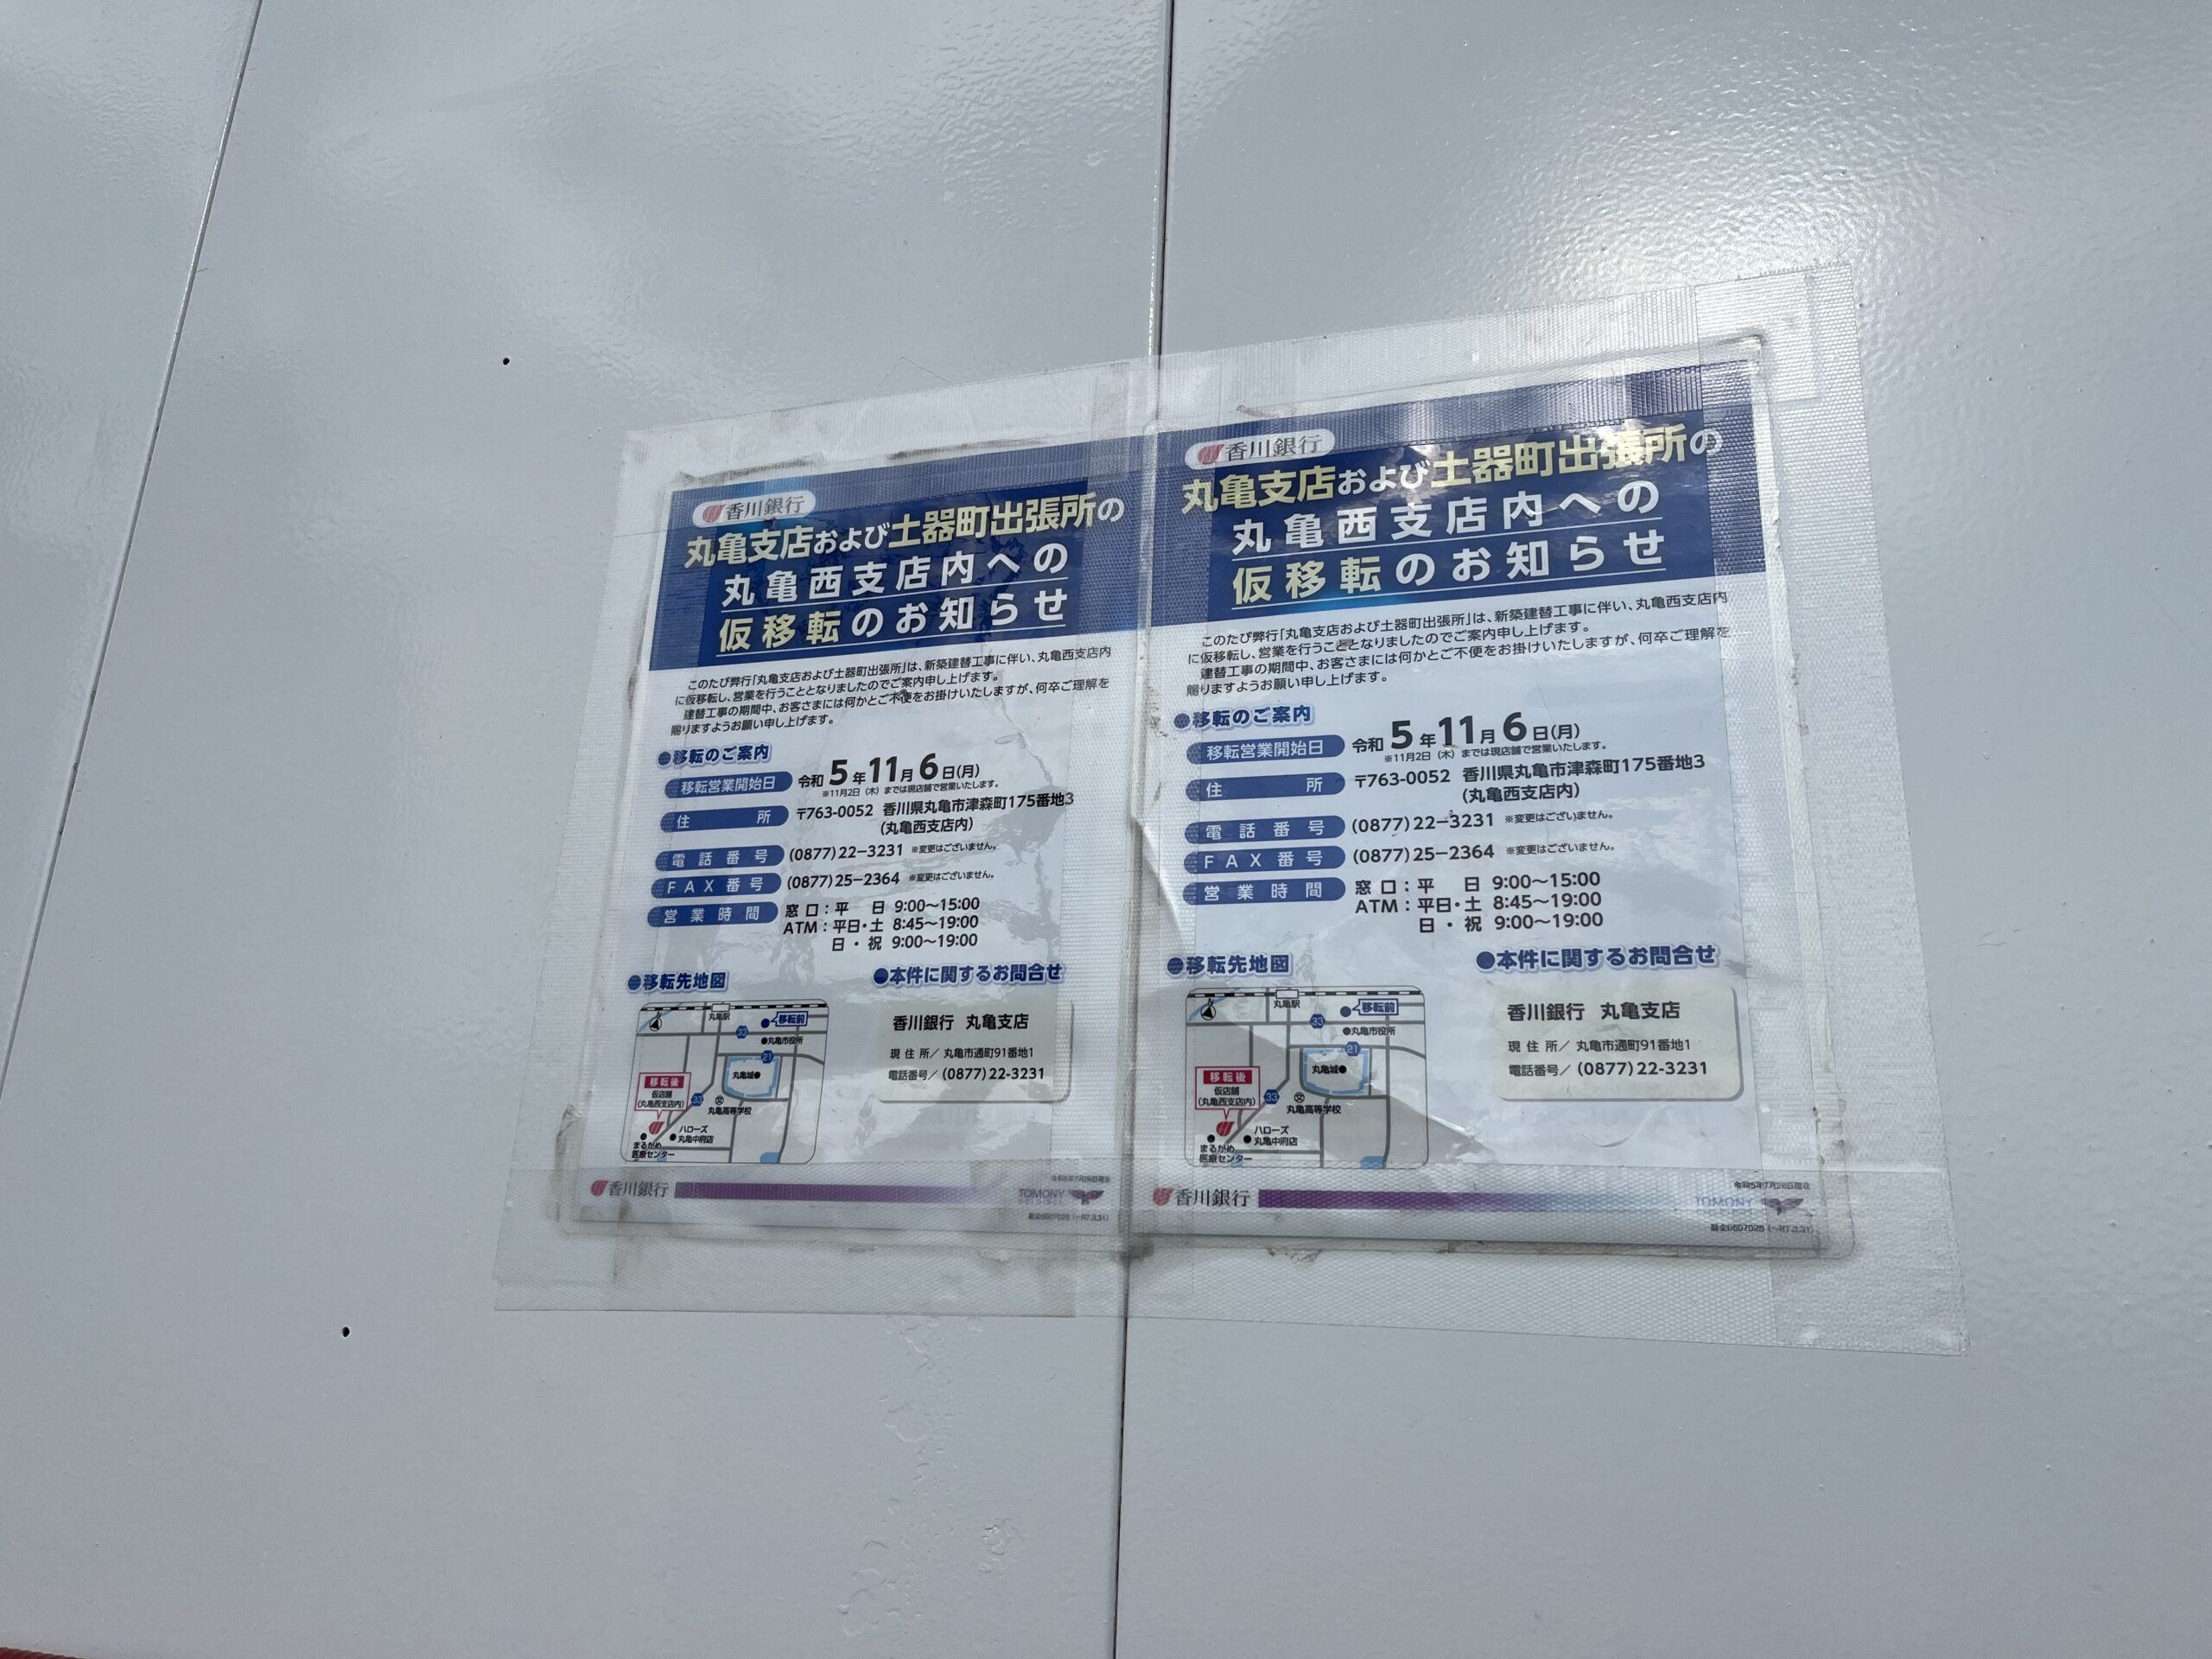 香川銀行
丸亀支店および土器町出張所の
丸亀西支店内への
仮移転のお知らせ
このたび弊行「丸亀支店および土器町出張所」は、新築建替工事に伴い、丸亀西支店内
に仮移転し、営業を行うこととなりましたのでご案内申し上げます。
建替工事の期間中、お客さまには何かとご不便をお掛けいたしますが、何卒ご理解を
賜りますようお願い申し上げます。
●移転のご案内
移転営業開始日 令和5年11月6日(月)
※11月2日(木)までは現店舗で営業いたします。
住所 〒763-0052 香川県丸亀市津森町175番地3
(丸亀西支店内)
電話番号 (0877)22-3231 ※変更はございません。
FAX番号 (0877)25-2364 ※変更はございません。
営業時間 窓口:平日 9:00〜15:00
ATM:平日・土 8:45〜19:00
日・祝 9:00〜19:00
●移転先地図
丸亀駅
移転前
33
●丸亀市役所
21
丸亀城●
移転後
仮店舗
(丸亀西支店内)
33
丸亀高等学校
ハローズ
丸亀中府店
まるがめ
医療センター
●本件に関するお問合せ
香川銀行 丸亀支店
現住所/丸亀市通町91番地1
電話番号/(0877)22-3231
香川銀行
TOMONY
香川銀行
丸亀支店および土器町出張所の
丸亀西支店内への
仮移転のお知らせ
このたび弊行「丸亀支店および土器町出張所」は、新築建替工事に伴い、丸亀西支店内
に仮移転し、営業を行うこととなりましたのでご案内申し上げます。
建替工事の期間中、お客さまには何かとご不便をお掛けいたしますが、何卒ご理解を
賜りますようお願い申し上げます。
●移転のご案内
移転営業開始日 令和5年11月6日(月)
※11月2日(木)までは現店舗で営業いたします。
住所 〒763-0052 香川県丸亀市津森町175番地3
(丸亀西支店内)
電話番号 (0877)22-3231 ※変更はございません。
FAX番号 (0877)25-2364 ※変更はございません。
営業時間 窓口:平日 9:00〜15:00
ATM:平日・土 8:45〜19:00
日・祝 9:00〜19:00
●移転先地図
丸亀駅
移転前
33
●丸亀市役所
21
丸亀城●
移転後
仮店舗
(丸亀西支店内)
33
丸亀高等学校
ハローズ
丸亀中府店
まるがめ
医療センター
●本件に関するお問合せ
香川銀行 丸亀支店
現住所/丸亀市通町91番地1
電話番号/(0877)22-3231
香川銀行
令和5年7月26日現在
TOMONY